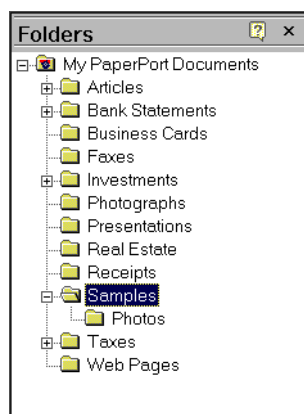 Folders
My PaperPort Documents
Articles
Bank Statements
Business Cards
Faxes
Investments
Photographs
Presentations
Real Estate
Receipts
Samples
Photos
Taxes
Web Pages